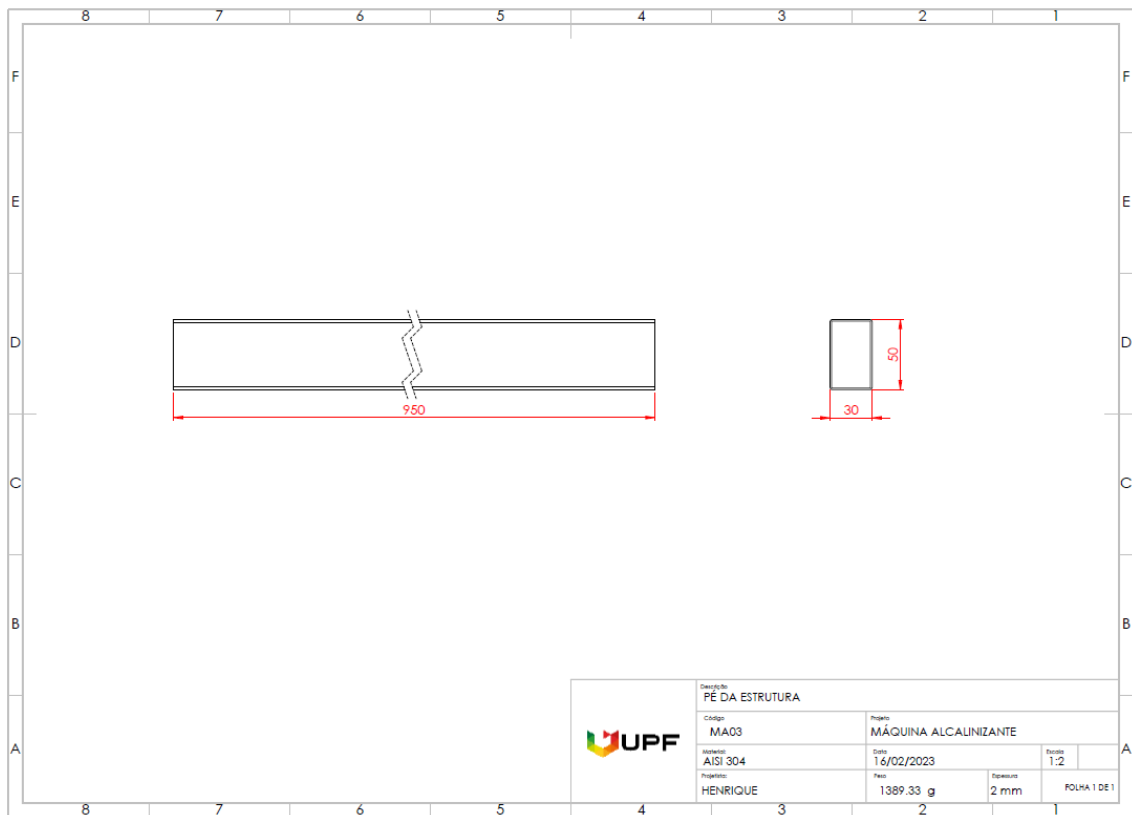 8 7 6 5 4 3 2 1
F F
E E
D D
C C
B B
A A
950
50
30
UPF
Descrição
PÉ DA ESTRUTURA
Código
MA03
Projeto
MÁQUINA ALCALINIZANTE
Material:
AISI 304
Data
16/02/2023
Escala
1:2
Projetista:
HENRIQUE
Peso
1389.33 g
Espessura
2 mm
FOLHA 1 DE 1
8 7 6 5 4 3 2 1